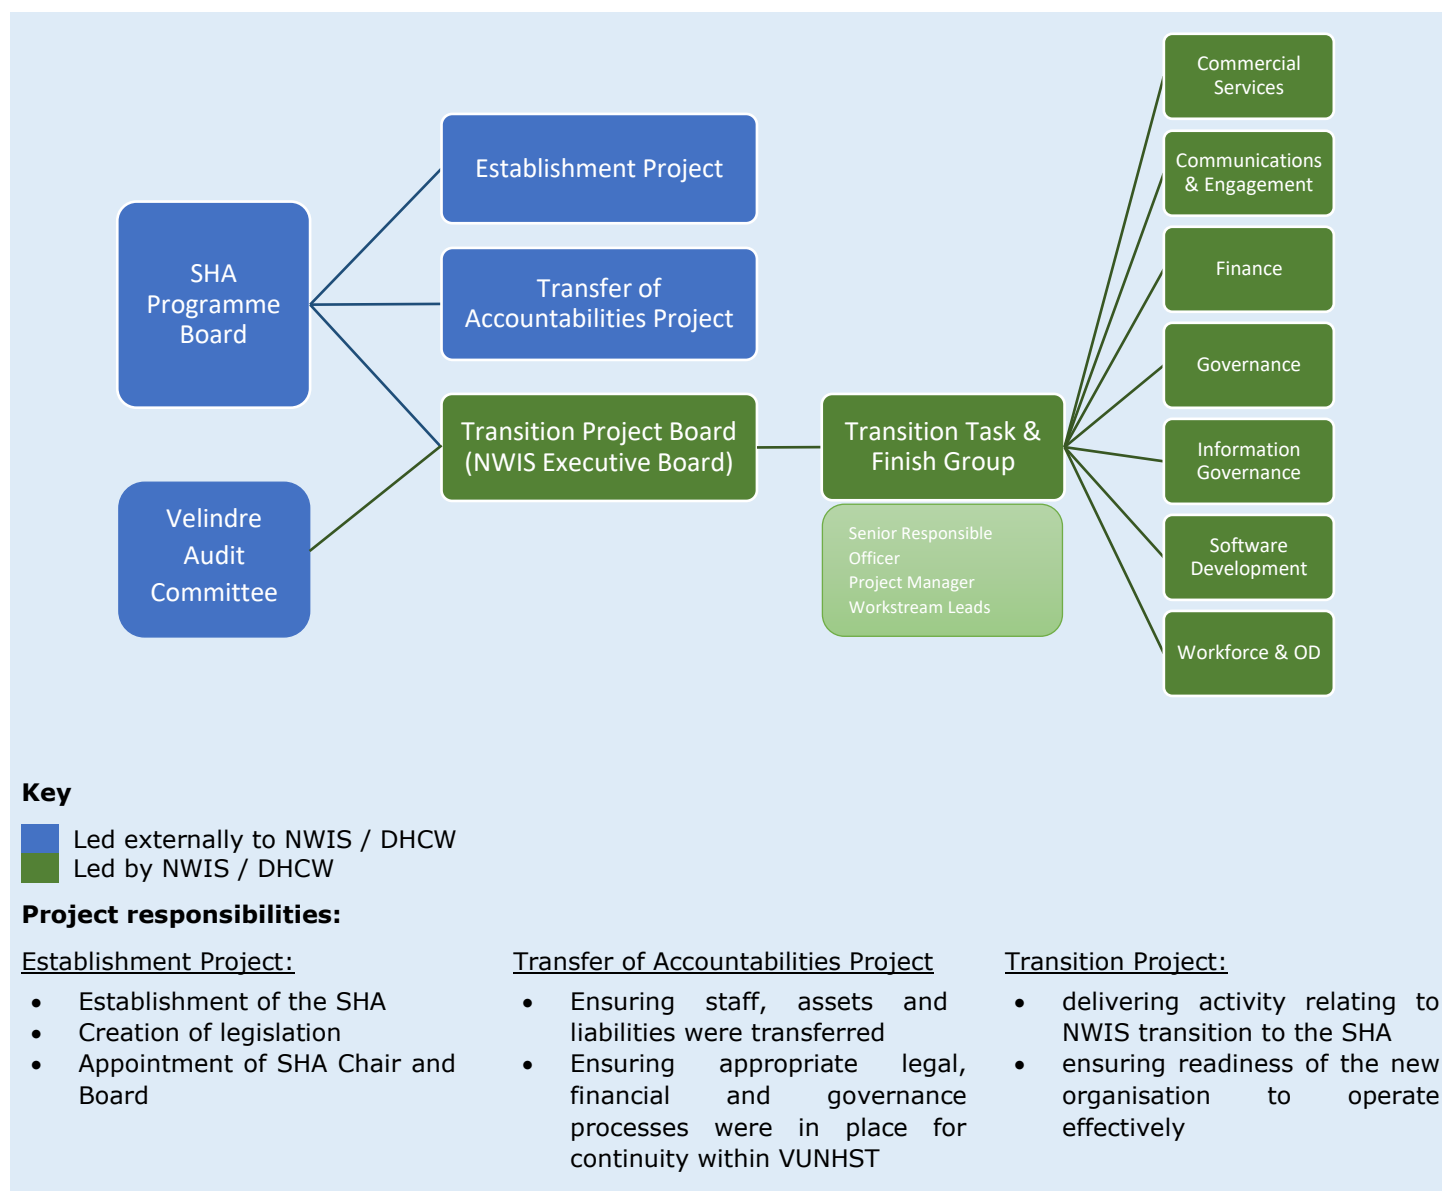 SHA
Programme
Board
Velindre
Audit
Committee
Establishment Project
Transfer of
Accountabilities Project
Transition Project Board
(NWIS Executive Board)
Transition Task &
Finish Group
Senior Responsible
Officer
Project Manager
Workstream Leads
Commercial
Services
Communications
& Engagement
Finance
Governance
Information
Governance
Software
Development
Workforce & OD
Key
Led externally to NWIS / DHCW
Led by NWIS / DHCW
Project responsibilities:
Establishment Project:
• Establishment of the SHA
• Creation of legislation
• Appointment of SHA Chair and
Board
Transfer of Accountabilities Project
• Ensuring staff, assets and
liabilities were transferred
• Ensuring appropriate legal,
financial and governance
processes were in place for
continuity within VUNHST
Transition Project:
• delivering activity relating to
NWIS transition to the SHA
• ensuring readiness of the new
organisation to operate
effectively